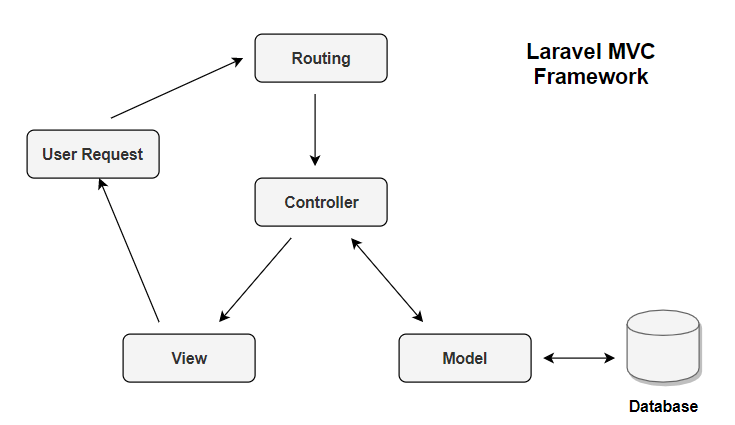 Routing
Laravel MVC
Framework
User Request
Controller
View
Model
Database